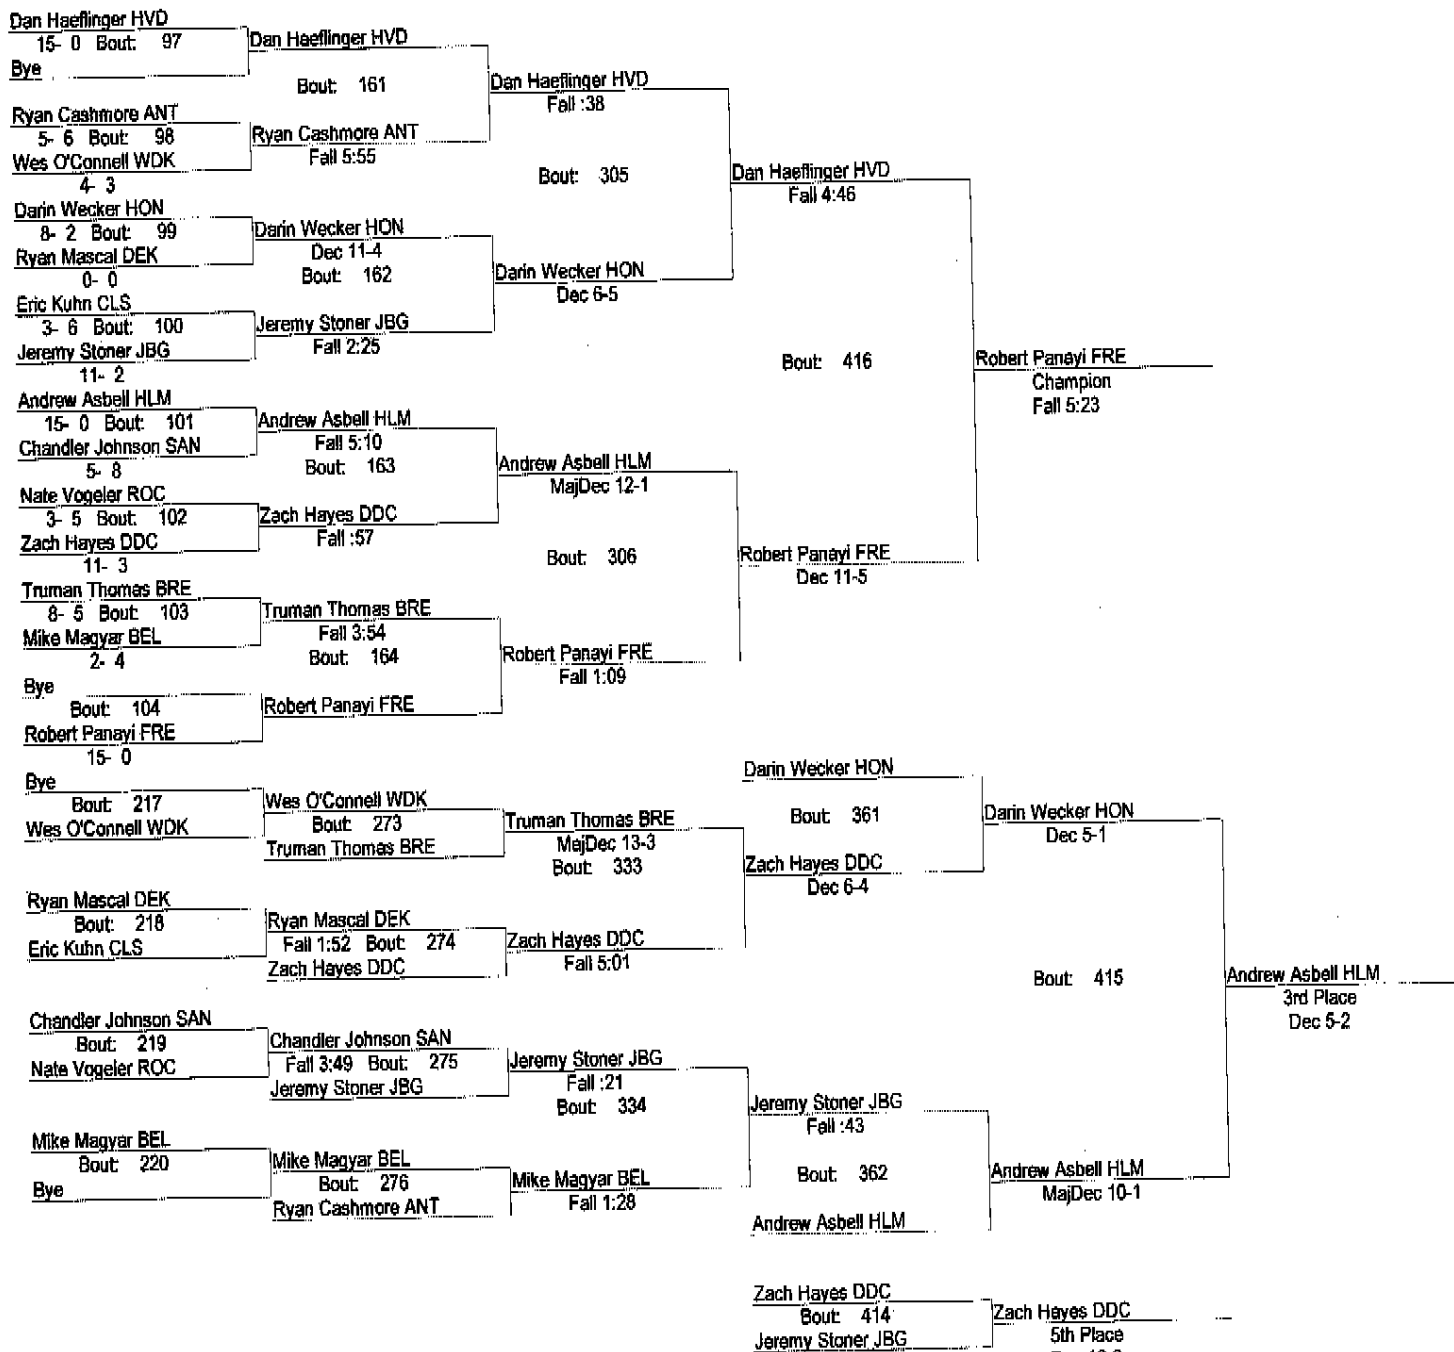 Dan Haeflinger HVD
15- 0 Bout: 97
Bye
Dan Haeflinger HVD
Bout: 161
Ryan Cashmore ANT
5- 6 Bout: 98
Wes O'Connell WDK
4- 3
Ryan Cashmore ANT
Fall 5:55
Dan Haeflinger HVD
Fall :38
Bout: 305
Darin Wecker HON
8- 2 Bout: 99
Ryan Mascal DEK
0- 0
Darin Wecker HON
Dec 11-4
Bout: 162
Eric Kuhn CLS
3- 6 Bout: 100
Jeremy Stoner JBG
11- 2
Jeremy Stoner JBG
Fall 2:25
Darin Wecker HON
Dec 6-5
Dan Haeflinger HVD
Fall 4:46
Bout: 416
Robert Panayi FRE
Champion
Fall 5:23
Andrew Asbell HLM
15- 0 Bout: 101
Chandler Johnson SAN
5- 8
Andrew Asbell HLM
Fall 5:10
Bout: 163
Nate Vogeler ROC
3- 5 Bout: 102
Zach Hayes DDC
11- 3
Zach Hayes DDC
Fall :57
Andrew Asbell HLM
MajDec 12-1
Bout: 306
Truman Thomas BRE
8- 5 Bout: 103
Mike Magyar BEL
2- 4
Truman Thomas BRE
Fall 3:54
Bout: 164
Bye
Bout: 104
Robert Panayi FRE
15- 0
Robert Panayi FRE
Robert Panayi FRE
Fall 1:09
Robert Panayi FRE
Dec 11-5
Bye
Bout: 217
Wes O'Connell WDK
Wes O'Connell WDK
Bout: 273
Truman Thomas BRE
Truman Thomas BRE
MajDec 13-3
Bout: 333
Ryan Mascal DEK
Bout: 218
Eric Kuhn CLS
Ryan Mascal DEK
Fall 1:52 Bout: 274
Zach Hayes DDC
Zach Hayes DDC
Fall 5:01
Darin Wecker HON
Bout: 361
Zach Hayes DDC
Dec 6-4
Darin Wecker HON
Dec 5-1
Bout: 415
Andrew Asbell HLM
3rd Place
Dec 5-2
Chandler Johnson SAN
Bout: 219
Nate Vogeler ROC
Chandler Johnson SAN
Fall 3:49 Bout: 275
Jeremy Stoner JBG
Jeremy Stoner JBG
Fall :21
Bout: 334
Mike Magyar BEL
Bout: 220
Bye
Mike Magyar BEL
Bout: 276
Ryan Cashmore ANT
Mike Magyar BEL
Fall 1:28
Jeremy Stoner JBG
Fall :43
Bout: 362
Andrew Asbell HLM
Andrew Asbell HLM
MajDec 10-1
Zach Hayes DDC
Bout: 414
Jeremy Stoner JBG
Zach Hayes DDC
5th Place